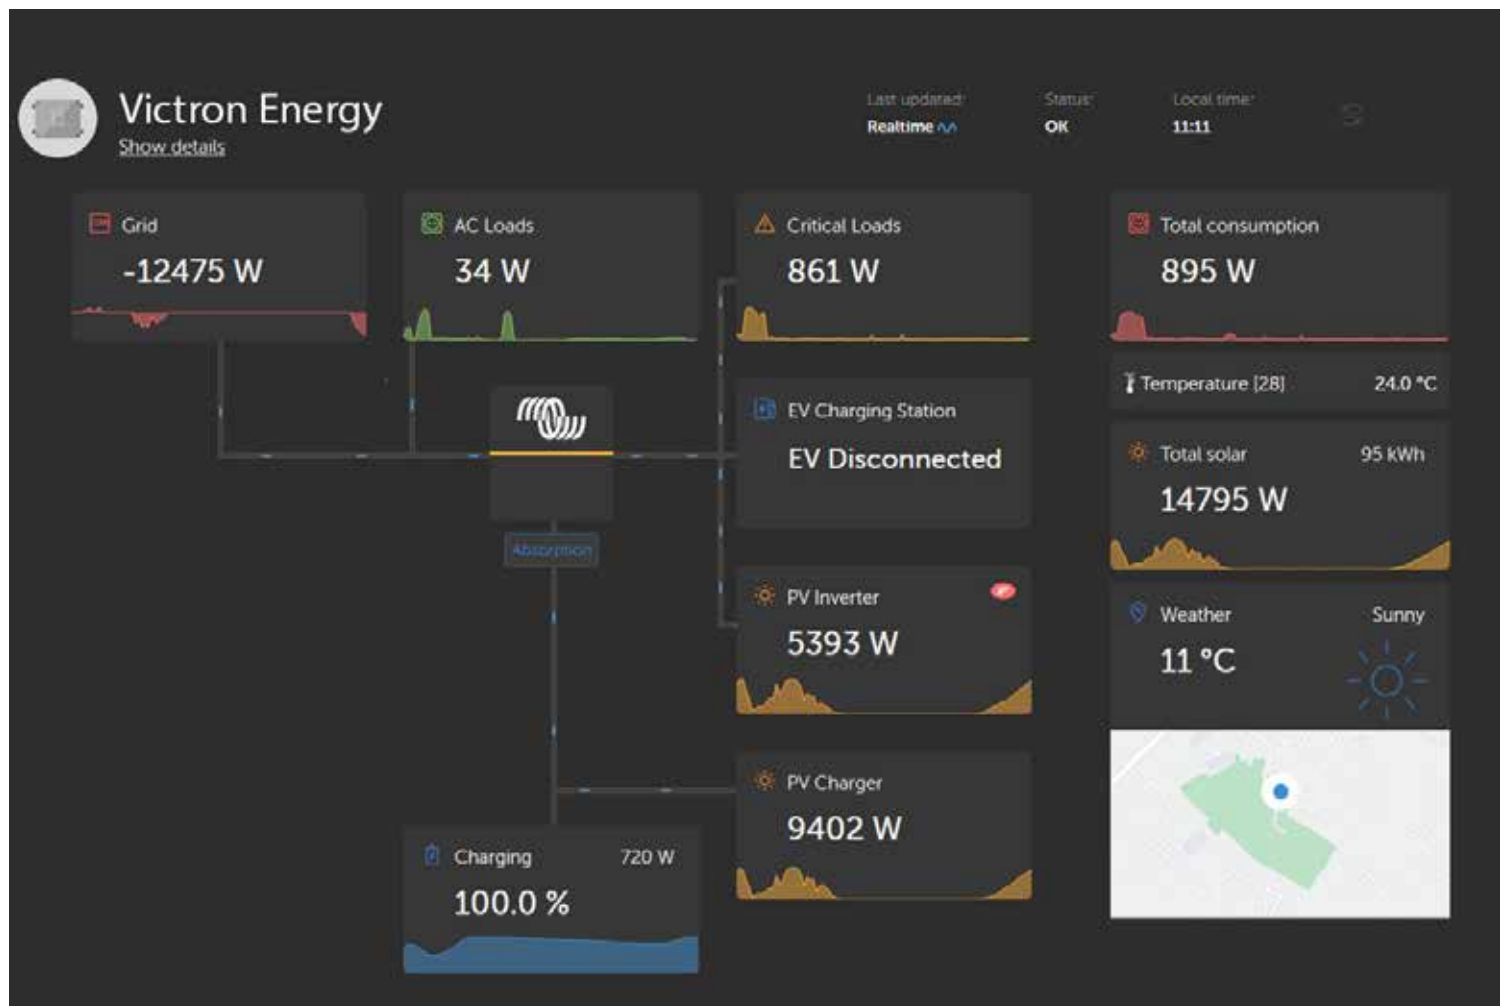 Victron Energy
Show details
Last updated:
Realtime
Status:
OK
Local time:
11:11
Grid
-12475 W
AC Loads
34 W
Critical Loads
861 W
Total consumption
895 W
Temperature [28] 24.0 °C
EV Charging Station
EV Disconnected
Total solar 95 kWh
14795 W
Absorption
PV Inverter
5393 W
Weather Sunny
11 °C
PV Charger
9402 W
Charging 720 W
100.0 %